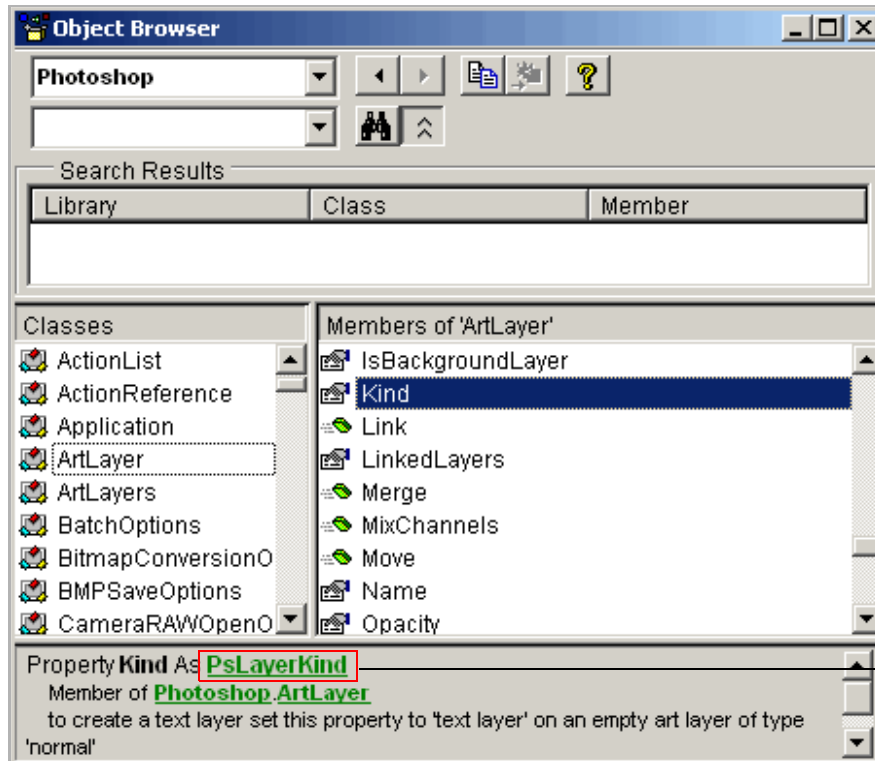 Object Browser
Photoshop
Search Results
Library Class Member
Classes Members of 'ArtLayer'
ActionList IsBackgroundLayer
ActionReference Kind
Application Link
ArtLayer LinkedLayers
ArtLayers Merge
BatchOptions MixChannels
BitmapConversionO Move
BMPSaveOptions Name
CameraRAWOpenO Opacity
Property Kind As PsLayerKind
Member of Photoshop.ArtLayer
to create a text layer set this property to 'text layer' on an empty art layer of type
'normal'